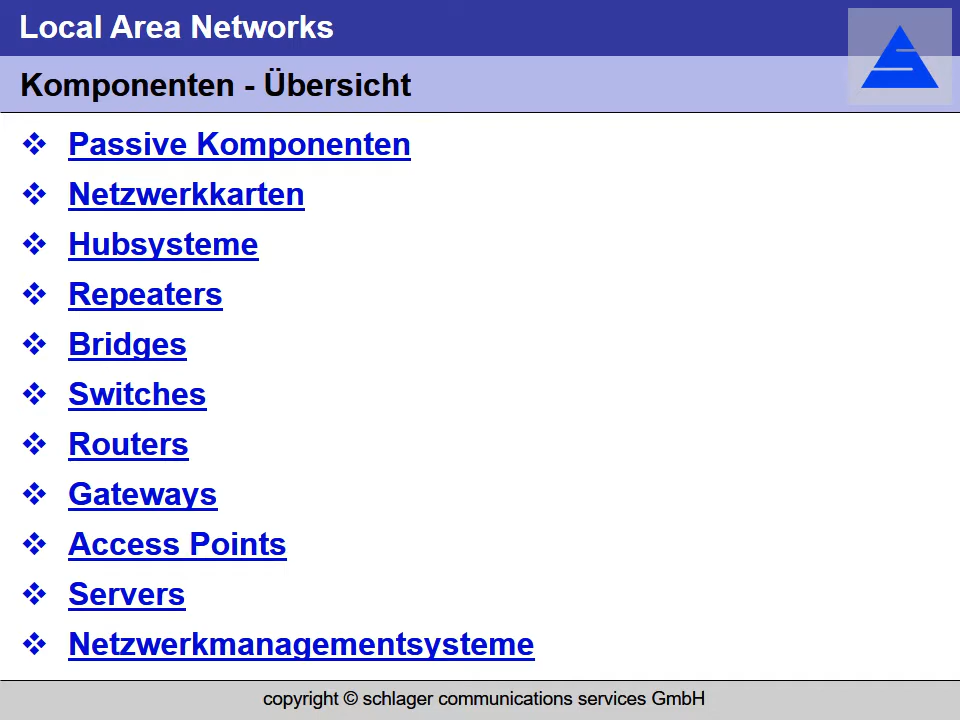 Local Area Networks
Komponenten - Übersicht
Passive Komponenten
Netzwerkkarten
Hubsysteme
Repeaters
Bridges
Switches
Routers
Gateways
Access Points
Servers
Netzwerkmanagementsysteme
copyright © schlager communications services GmbH